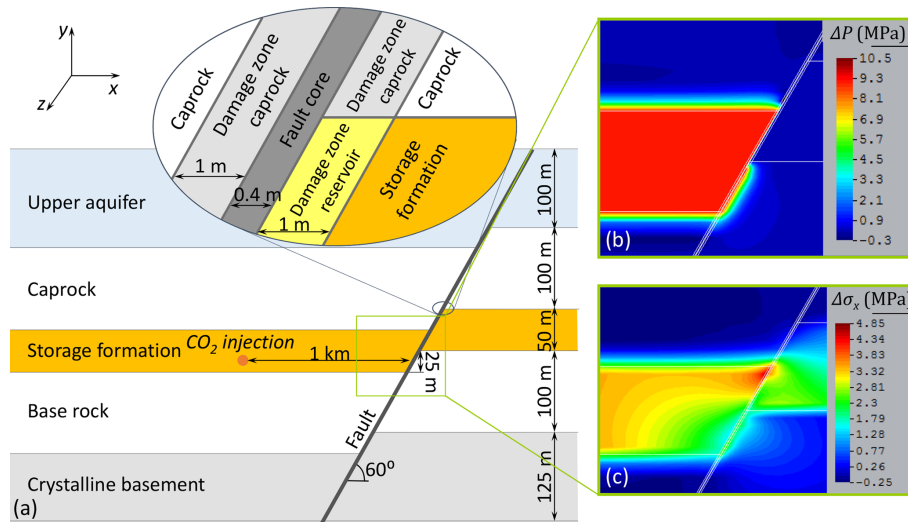 y
x
z
Caprock
Damage zone
caprock
Fault core
Damage zone
caprock
Caprock
Damage zone
reservoir
Storage
formation
1 m
0.4 m
1 m
Upper aquifer
Caprock
Storage formation
CO₂ injection
1 km
25 m
Base rock
Fault
60º
Crystalline basement
(a)
100 m
100 m
50 m
100 m
125 m
ΔP (MPa)
10.5
9.1
8.1
6.9
5.7
4.5
3.3
2.1
0.9
-0.3
(b)
Δσₓ (MPa)
4.85
4.32
3.83
3.32
2.81
2.30
1.79
1.28
0.77
0.26
-0.25
(c)